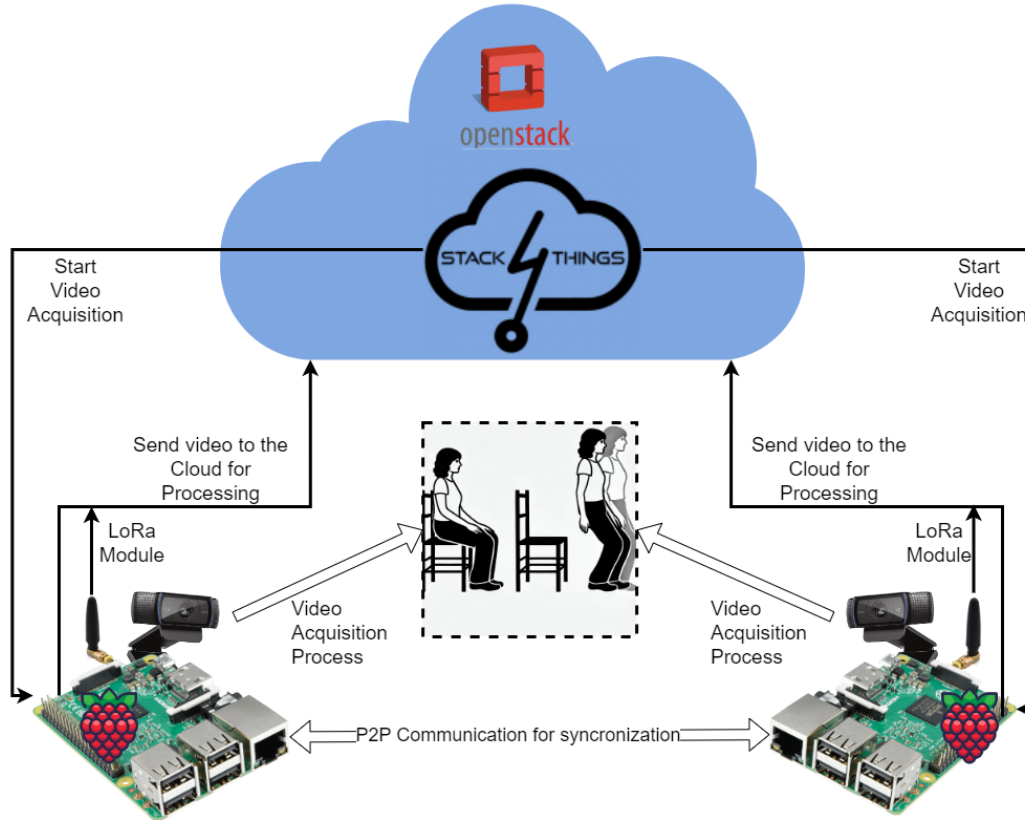 openstack
STACK
THINGS
Start
Video
Acquisition
Start
Video
Acquisition
Send video to the
Cloud for
Processing
Send video to the
Cloud for
Processing
LoRa
Module
LoRa
Module
Video
Acquisition
Process
Video
Acquisition
Process
P2P Communication for syncronization